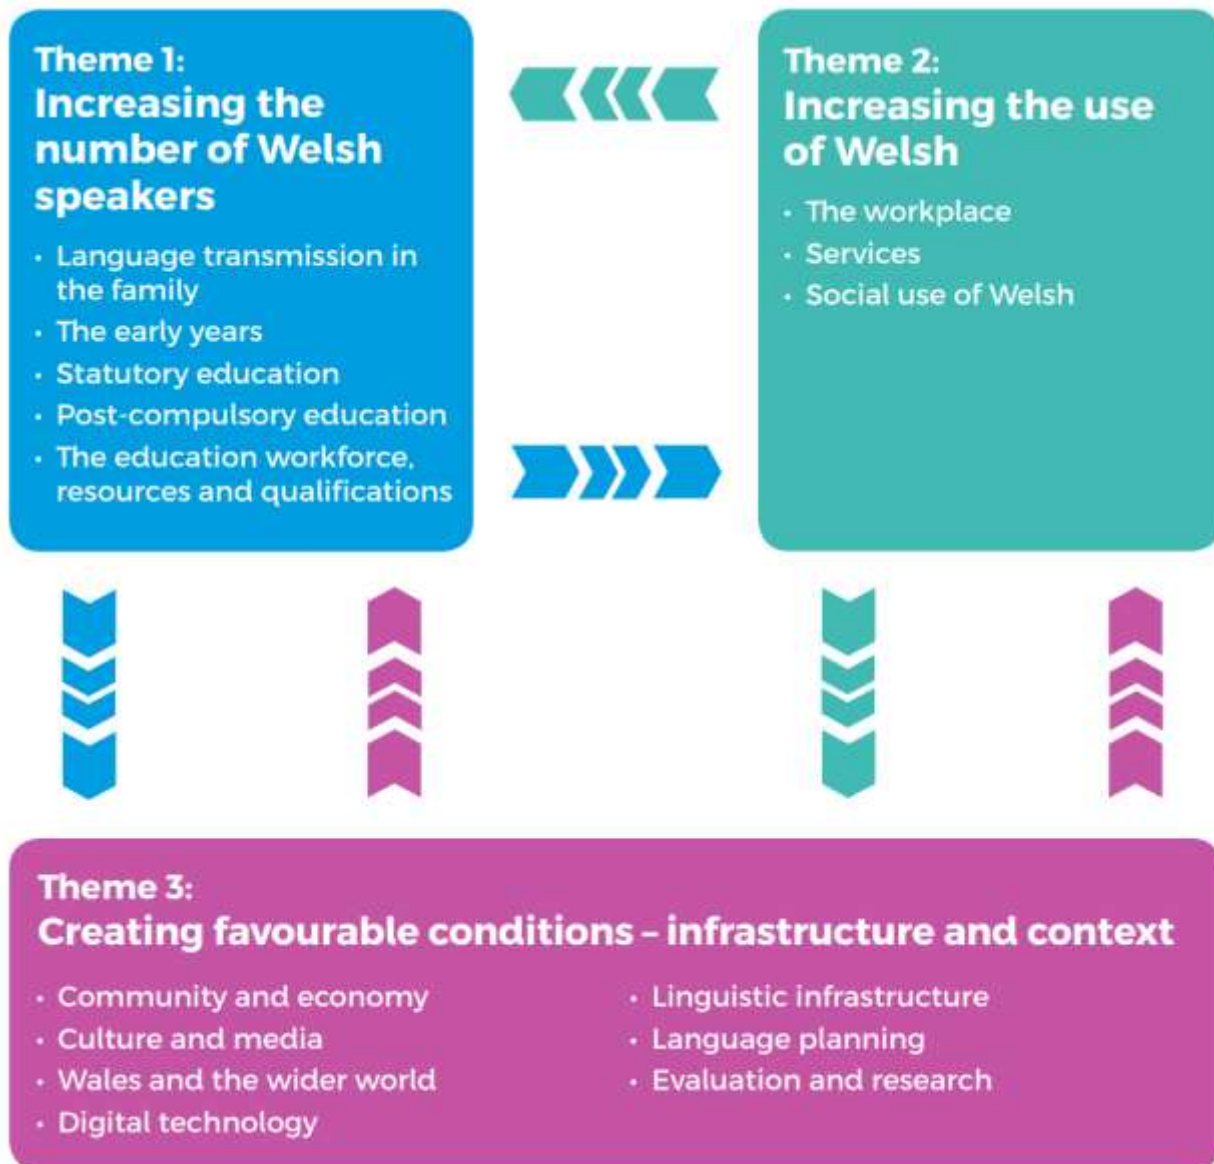 Theme 1:
Increasing the
number of Welsh
speakers
• Language transmission in
the family
• The early years
• Statutory education
• Post-compulsory education
• The education workforce,
resources and qualifications
Theme 2:
Increasing the use
of Welsh
• The workplace
• Services
• Social use of Welsh
Theme 3:
Creating favourable conditions – infrastructure and context
• Community and economy
• Culture and media
• Wales and the wider world
• Digital technology
• Linguistic infrastructure
• Language planning
• Evaluation and research